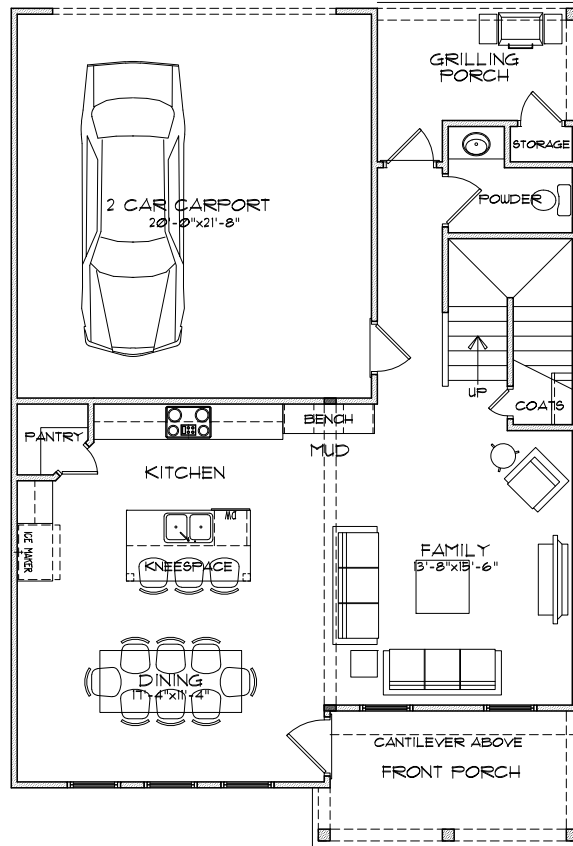 GRILLING
PORCH
STORAGE
POWDER
2 CAR CARPORT
20'-0"x21'-8"
UP
COATS
BENCH
MUD
PANTRY
KITCHEN
DW
ICE MAKER
KNEESPACE
FAMILY
13'-8"x15'-6"
DINING
17'-4"x11'-4"
CANTILEVER ABOVE
FRONT PORCH